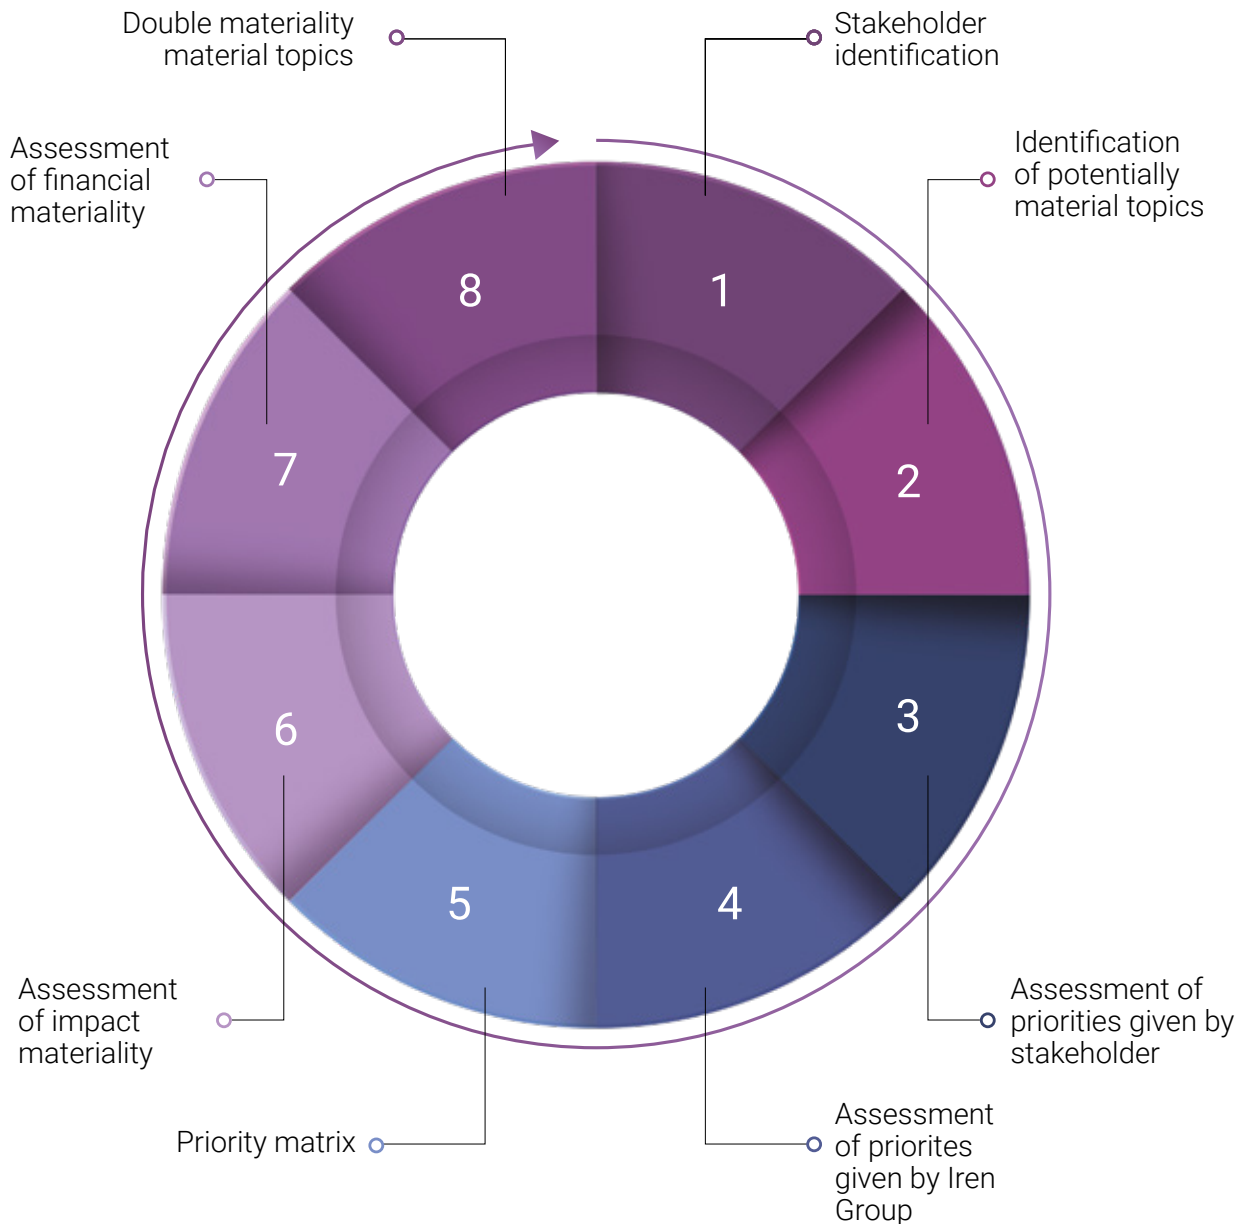 Double materiality
material topics
Stakeholder
identification
Assessment
of financial
materiality
Identification
of potentially
material topics
8
1
7
2
6
3
5
4
Assessment
of impact
materiality
Assessment of
priorities given by
stakeholder
Priority matrix
Assessment
of priorites
given by Iren
Group